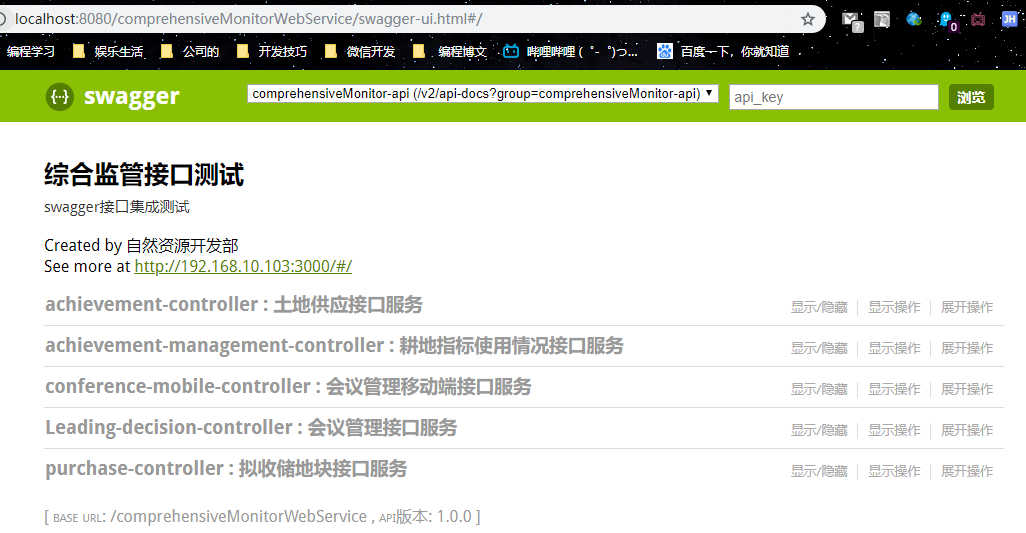 localhost:8080/comprehensiveMonitorWebService/swagger-ui.html#/
编程学习 娱乐生活 公司的 开发技巧 微信开发 编程博文 哔哩哔哩 ( ゜- ゜)つ... 百度一下，你就知道
{··} swagger comprehensiveMonitor-api (/v2/api-docs?group=comprehensiveMonitor-api) api_key 浏览
综合监管接口测试
swagger接口集成测试
Created by 自然资源开发部
See more at http://192.168.10.103:3000/#/
achievement-controller : 土地供应接口服务 显示/隐藏 显示操作 展开操作
achievement-management-controller : 耕地指标使用情况接口服务 显示/隐藏 显示操作 展开操作
conference-mobile-controller : 会议管理移动端接口服务 显示/隐藏 显示操作 展开操作
Leading-decision-controller : 会议管理接口服务 显示/隐藏 显示操作 展开操作
purchase-controller : 拟收储地块接口服务 显示/隐藏 显示操作 展开操作
[ BASE URL: /comprehensiveMonitorWebService , API版本: 1.0.0 ]